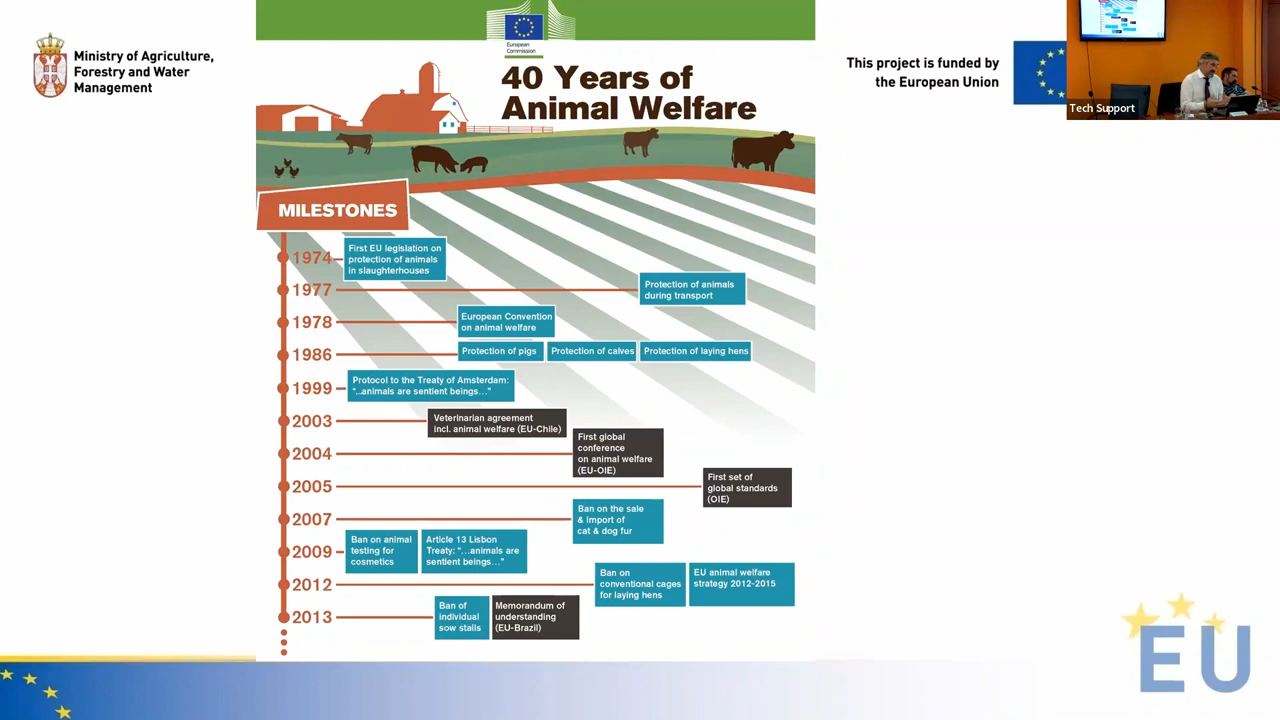 Ministry of Agriculture,
Forestry and Water
Management
European
Commission
40 Years of
Animal Welfare
This project is funded by
the European Union
Tech Support
MILESTONES
1974
First EU legislation on
protection of animals
in slaughterhouses
1977
Protection of animals
during transport
1978
European Convention
on animal welfare
1986
Protection of pigs
Protection of calves
Protection of laying hens
1999
Protocol to the Treaty of Amsterdam:
"...animals are sentient beings..."
2003
Veterinarian agreement
incl. animal welfare (EU-Chile)
2004
First global
conference
on animal welfare
(EU-OIE)
2005
First set of
global standards
(OIE)
2007
Ban on the sale
& import of
cat & dog fur
2009
Ban on animal
testing for
cosmetics
Article 13 Lisbon
Treaty: "...animals are
sentient beings..."
2012
Ban on
conventional cages
for laying hens
EU animal welfare
strategy 2012-2015
2013
Ban of
individual
sow stalls
Memorandum of
understanding
(EU-Brazil)
EU